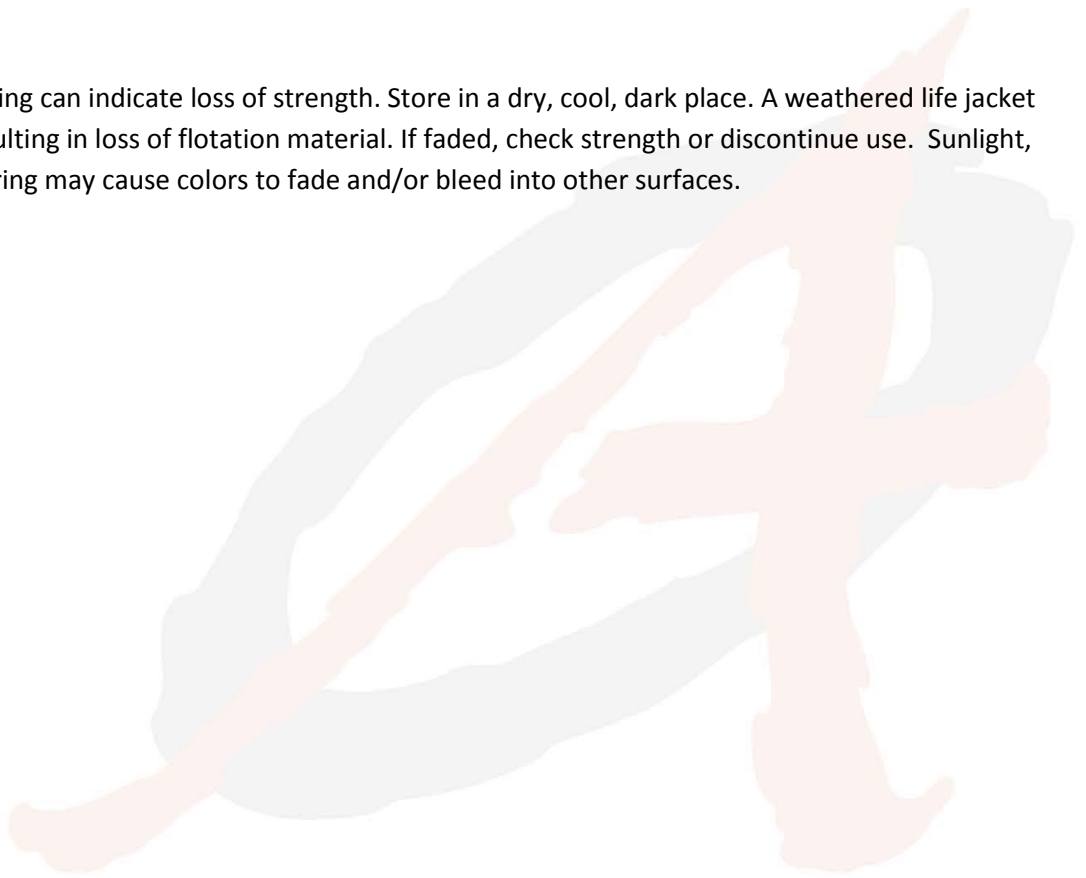 ing can indicate loss of strength. Store in a dry, cool, dark place. A weathered life jacket
ulting in loss of flotation material. If faded, check strength or discontinue use.  Sunlight,
ring may cause colors to fade and/or bleed into other surfaces.